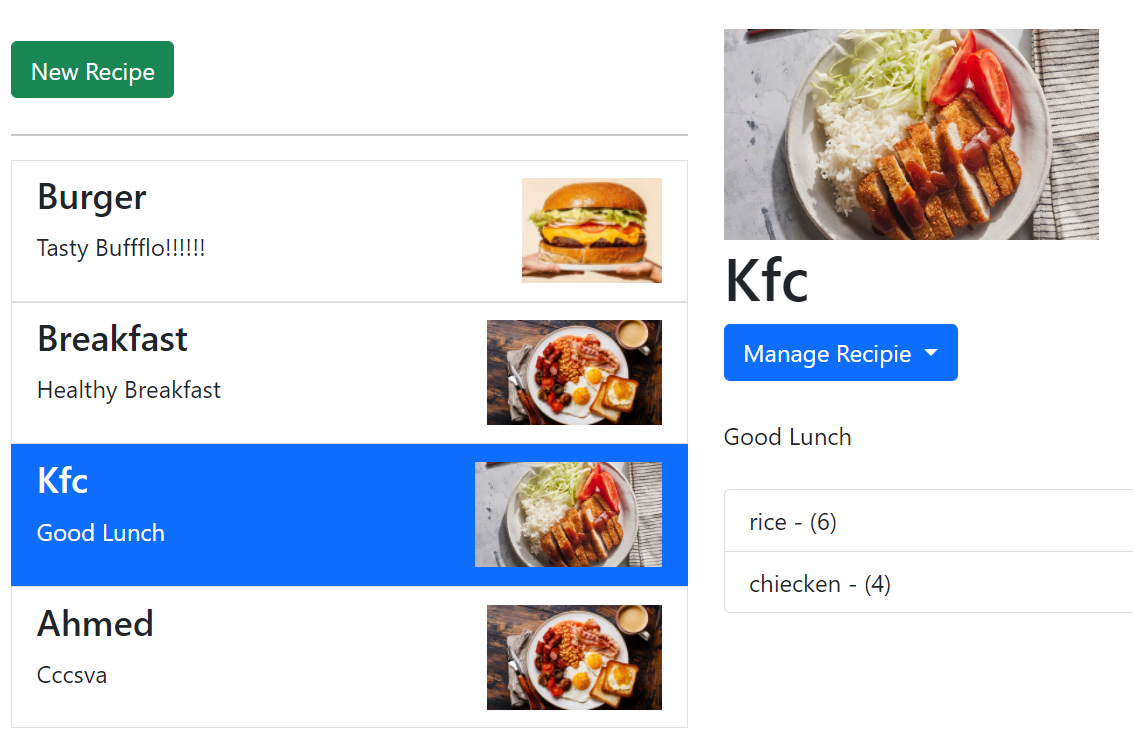 New Recipe
Burger
Tasty Buffflo!!!!!!
Breakfast
Healthy Breakfast
Kfc
Good Lunch
Ahmed
Cccsva
Kfc
Manage Recipie
Good Lunch
rice - (6)
chiecken - (4)